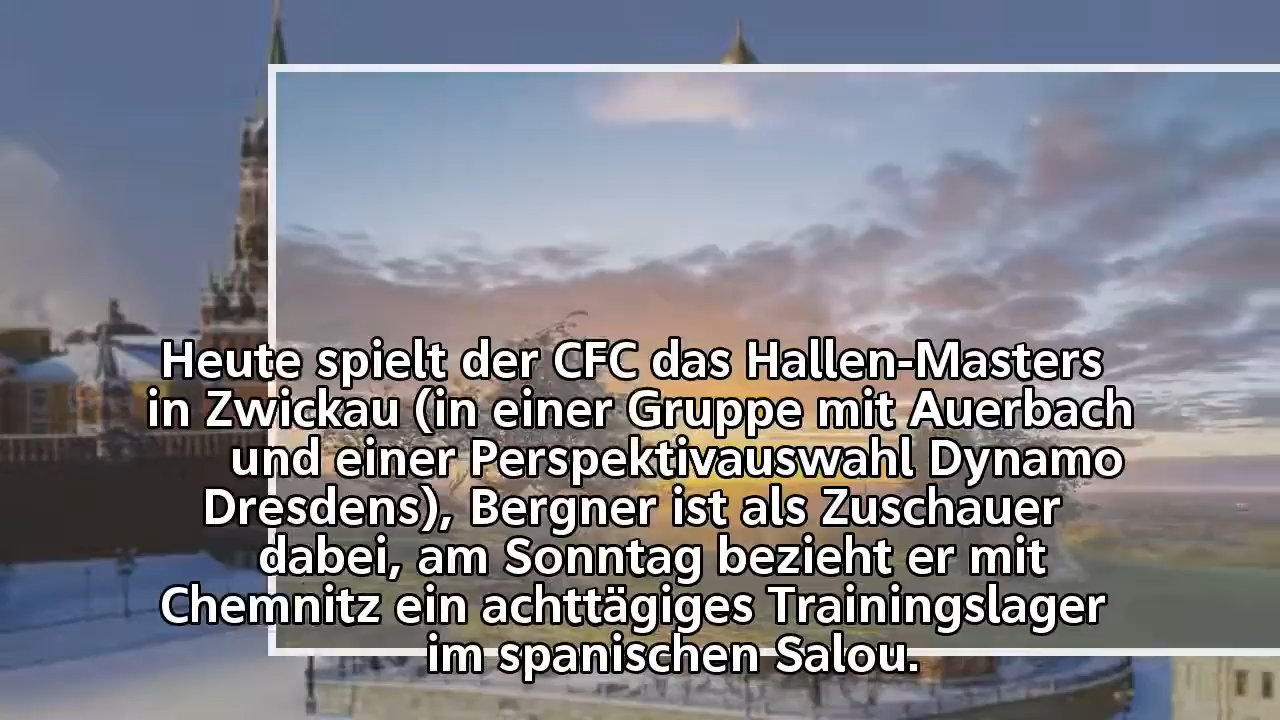 Heute spielt der CFC das Hallen-Masters
in Zwickau (in einer Gruppe mit Auerbach
und einer Perspektivauswahl Dynamo
Dresdens), Bergner ist als Zuschauer
dabei, am Sonntag bezieht er mit
Chemnitz ein achttägiges Trainingslager
im spanischen Salou.